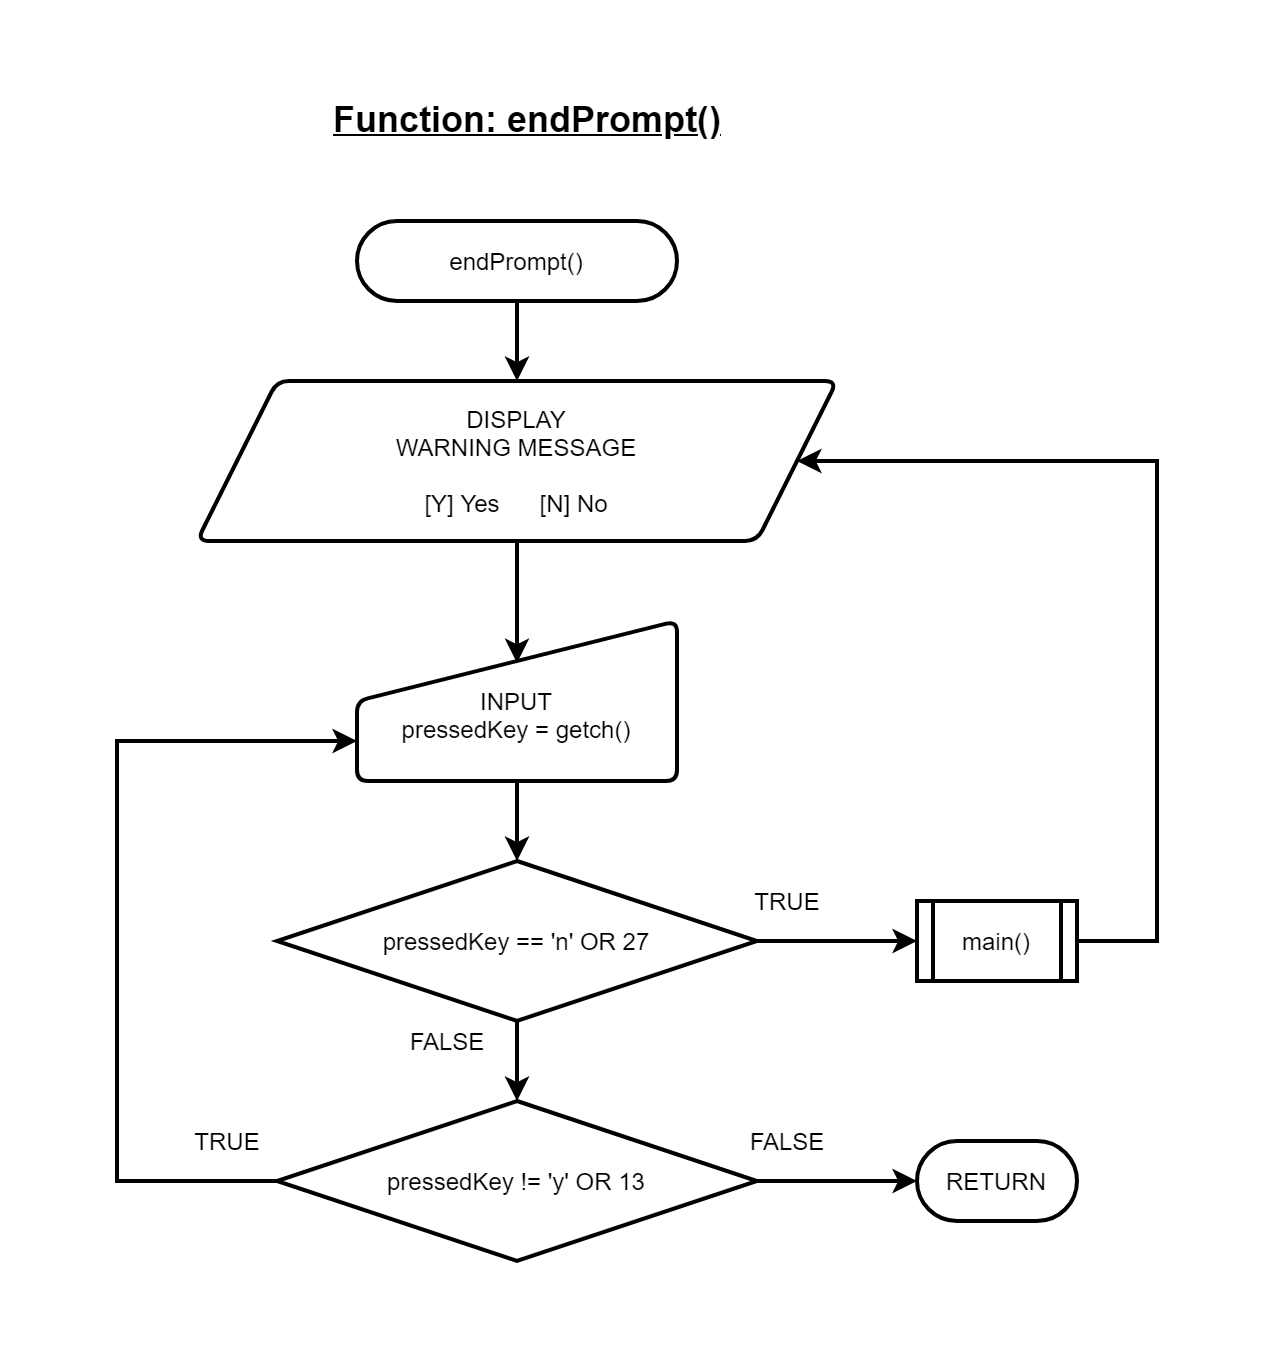 Function: endPrompt()
endPrompt()
DISPLAY
WARNING MESSAGE
[Y] Yes [N] No
INPUT
pressedKey = getch()
pressedKey == 'n' OR 27
TRUE
main()
FALSE
pressedKey != 'y' OR 13
TRUE
FALSE
RETURN